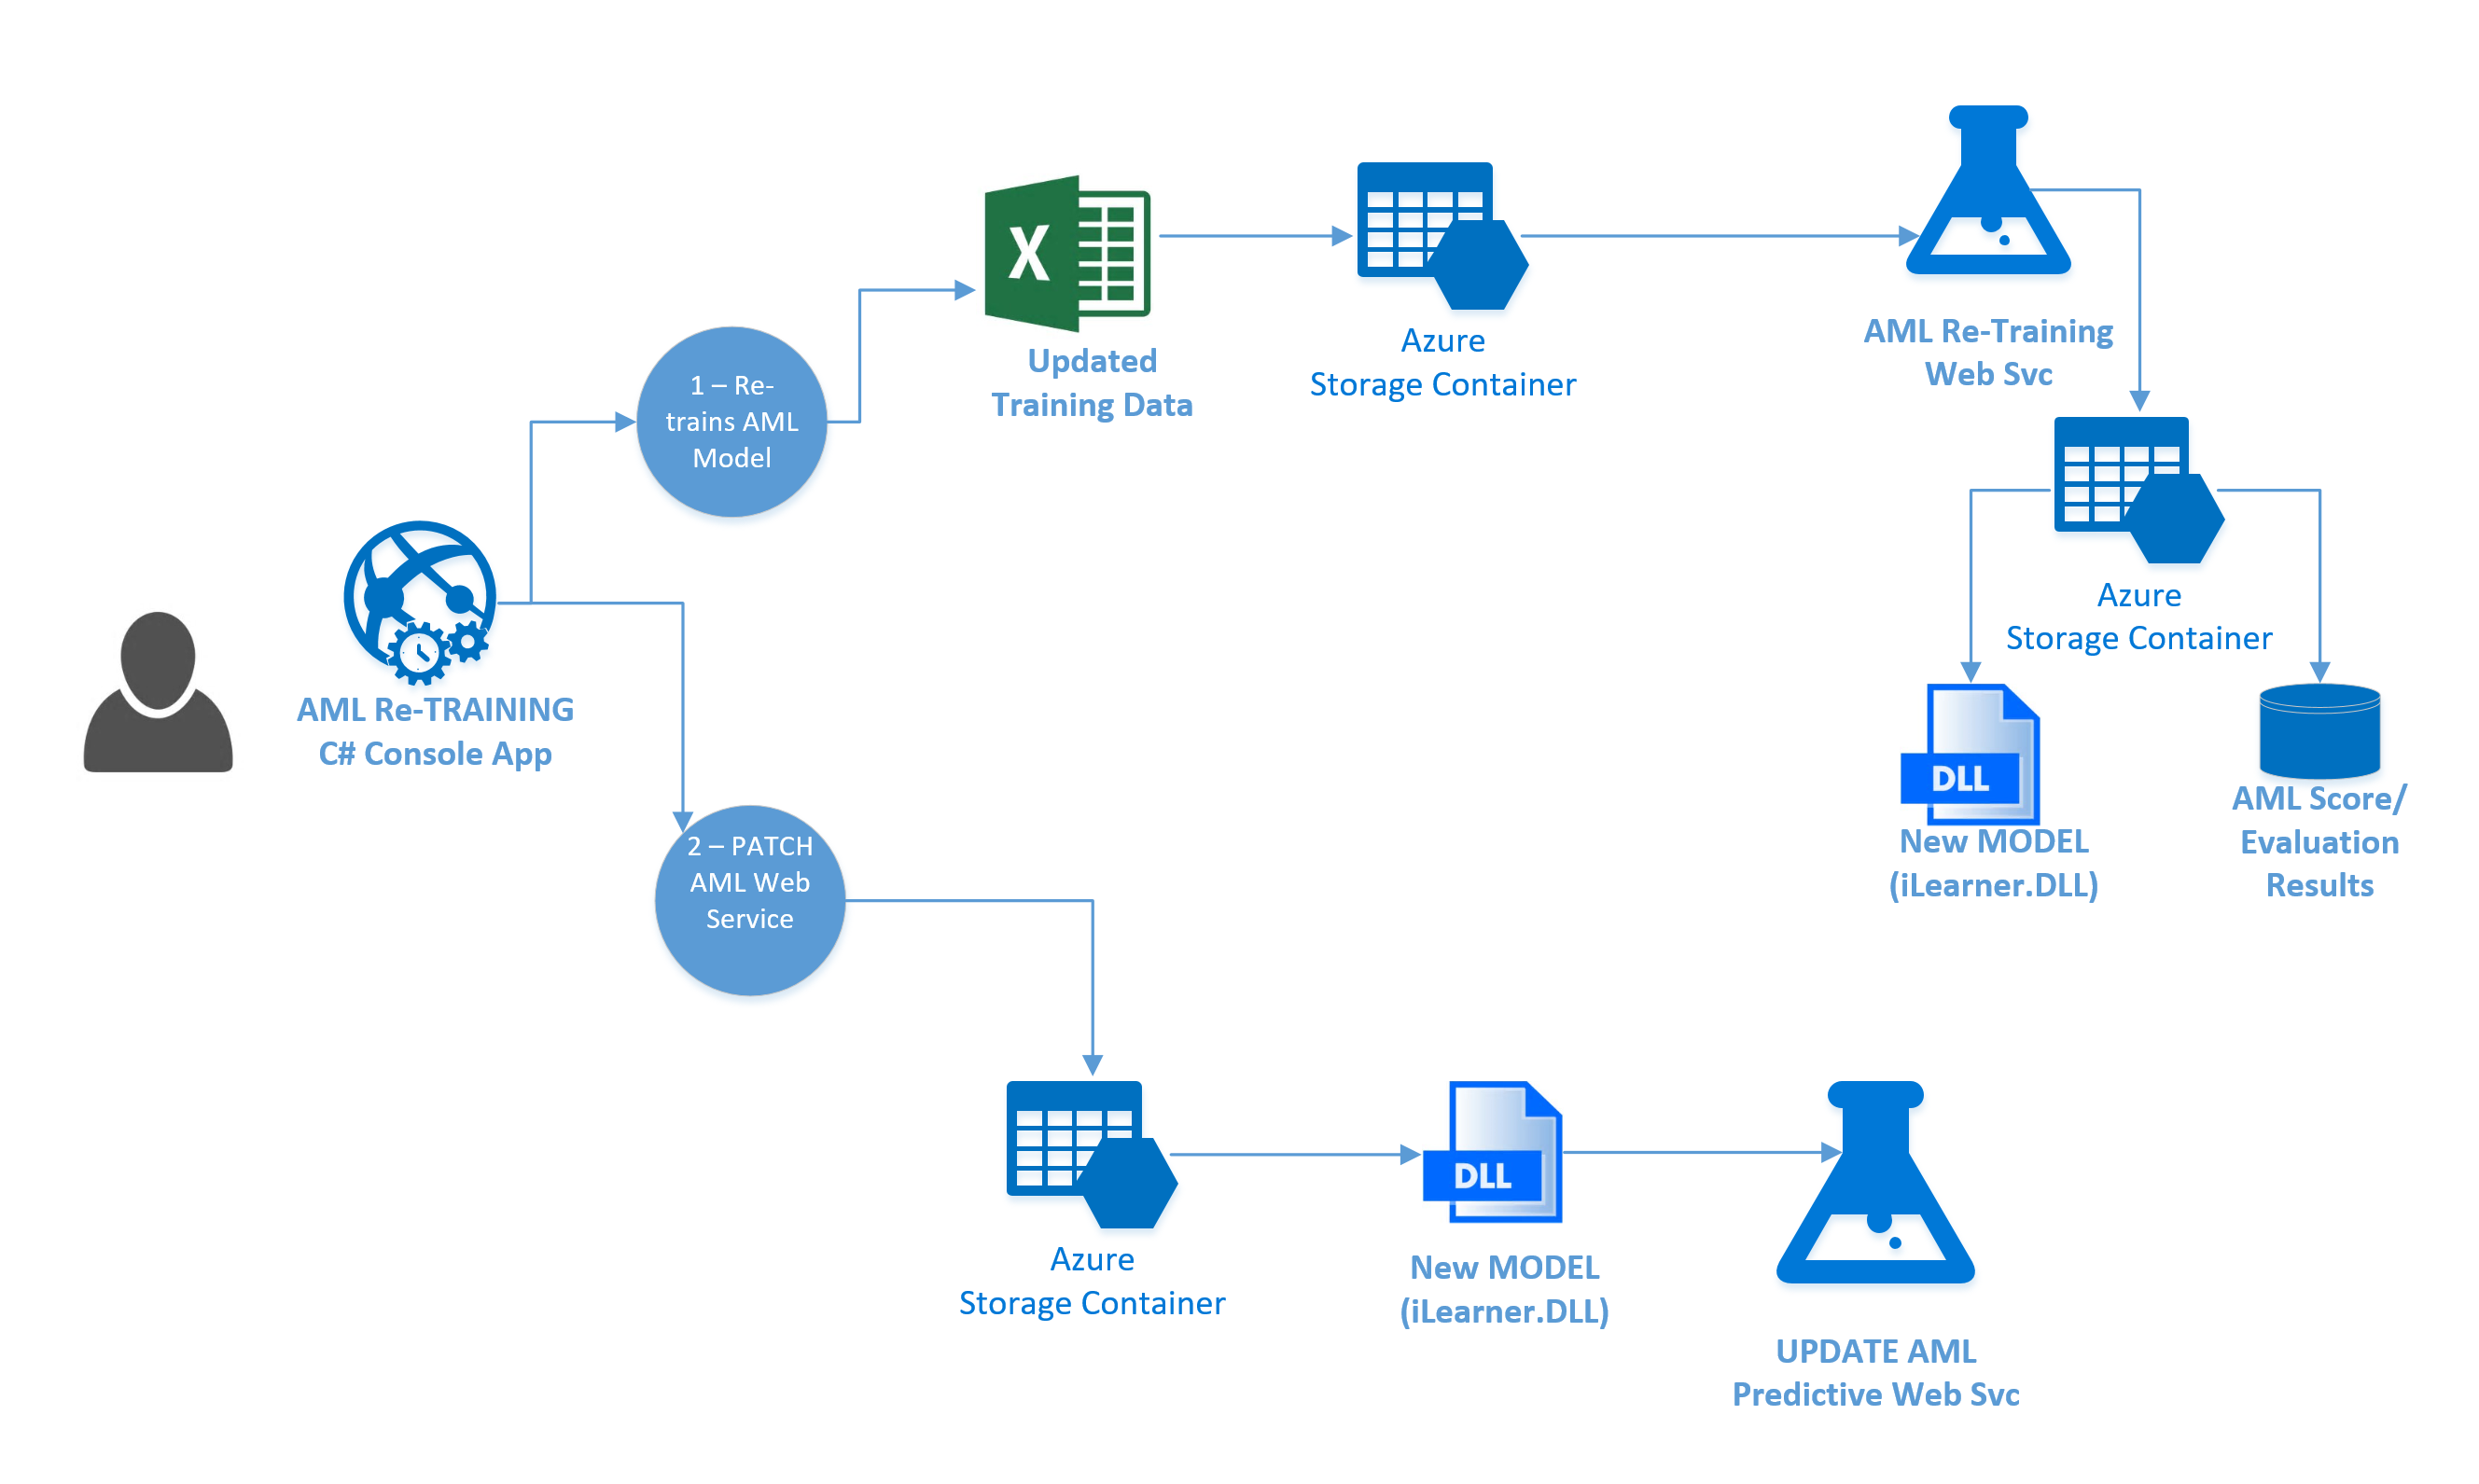 AML Re-TRAINING
C# Console App
1 – Re-
trains AML
Model
X
Updated
Training Data
Azure
Storage Container
AML Re-Training
Web Svc
Azure
Storage Container
DLL
New MODEL
(iLearner.DLL)
AML Score/
Evaluation
Results
2 – PATCH
AML Web
Service
Azure
Storage Container
DLL
New MODEL
(iLearner.DLL)
UPDATE AML
Predictive Web Svc